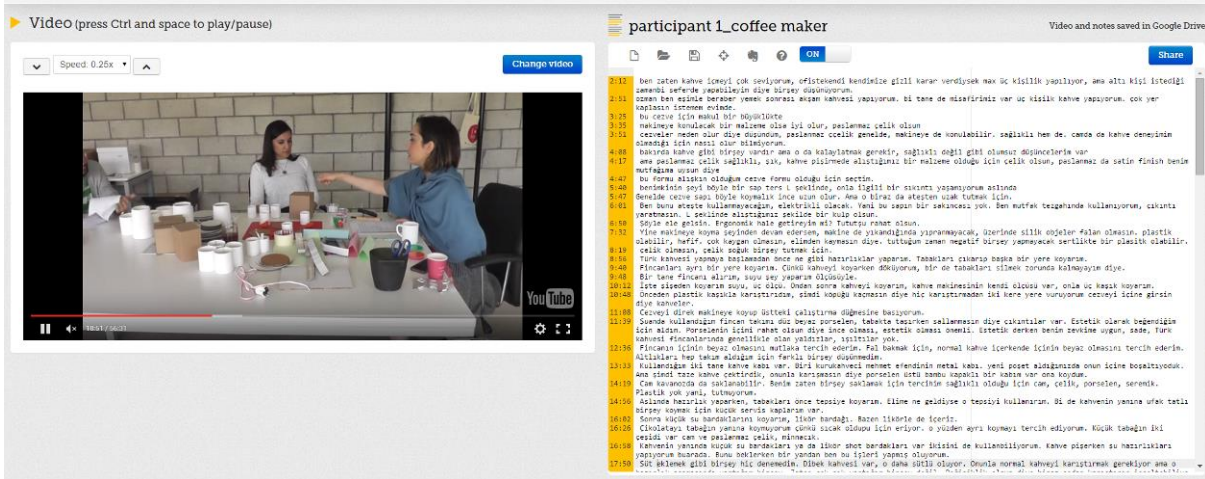 Video (press Ctrl and space to play/pause)
participant 1_coffee maker
Video and notes saved in Google Drive
Speed: 0.25x
Change video
ON
Share
2:12 ben zaten kahve içmeyi çok seviyorum, ofistekendi kendimize gizli karar verdiysek max üç kişilik yapılıyor, ama altı kişi istediği
zamanbi seferde yapabileyim diye birşey düşünüyorum.
2:51 ozman ben eşimle beraber yemek sonrası akşam kahvesi yapıyorum. bi tane de misafirimiz var üç kişilik kahve yapıyorum. çok yer
kaplasın istemem evimde.
3:25 bu cezve için makul bir büyüklükte
3:35 makineye konulacak bir malzeme olsa iyi olur, paslanmaz çelik olsun
3:51 cezveler neden olur diye düşündüm, paslanmaz çcelik genelde, makineye de konulabilir. sağlıklı hem de. camda da kahve deneyimim
olmadığı için nasıl olur bilmiyorum.
4:08 bakırda kahve gibi birşey vardır ama o da kalaylatmak gerekir, sağlıklı değil gibi olumsuz düşüncelerim var
4:17 ama paslanmaz çelik sağlıklı, şık, kahve pişirmede alıştığımız bir malzeme olduğu için çelik olsun, paslanmaz da satin finish benim
mutfağıma uysun diye
4:47 bu formu alışkın olduğum cezve formu olduğu için seçtim.
5:40 benimkinin şeyi böyle bir sap ters L şeklinde, onla ilgili bir sıkıntı yaşamıyorum aslında
5:47 Genelde cezve sapı böyle koymalık ince uzun olur. Ama o biraz da ateşten uzak tutmak için.
6:01 Ben bunu ateşte kullanmayacağım, elektrikli olacak. Yani bu sapın bir sakıncası yok. Ben mutfak tezgahında kullanıyorum, çıkıntı
yaratmasın. L şeklinde alıştığımız şekilde bir kulp olsun.
6:50 Şöyle ele gelsin. Ergonomik hale getireyim mi? Tutuşu rahat olsun.
7:32 Yine makineye koyma şeyinden devam edersem, makine de yıkandığında yıpranmayacak, üzerinde silik objeler falan olmasın. plastik
olabilir, hafif. çok kaygan olmasın, elimden kaymasın diye. tuttuğum zaman negatif birşey yapmayacak sertlikte bir plasitk olabilir.
8:19 çelik olmasın, çelik soğuk birşey tutmak için.
8:56 Türk kahvesi yapmaya başlamadan önce ne gibi hazırlıklar yaparım. Tabakları çıkarıp başka bir yere koyarım.
9:40 Fincanları ayrı bir yere koyarım. Çünkü kahveyi koyarken döküyorum, bir de tabakları silmek zorunda kalmayayım diye.
9:48 Bir tane fincanı alırım, suyu şey yaparım ölçüsüyle.
10:12 İşte şişeden koyarım suyu, üç ölçü. Ondan sonra kahveyi koyarım, kahve makinesinin kendi ölçüsü var, onla üç kaşık koyarım.
10:48 Önceden plastik kaşıkla karıştırırdım, şimdi köpüğü kaçmasın diye hiç karıştırmadan iki kere yere vuruyorum cezveyi içine girsin
diye kahveler.
11:08 Cezveyi direk makineye koyup üstteki çalıştırma düğmesine basıyorum.
11:39 Şuanda kullandığım fincan takımı düz beyaz porselen, tabakta taşırken sallanmasın diye çıkıntılar var. Estetik olarak beğendiğim
için aldım. Porselenin içini rahat olsun diye ince olması, estetik olması önemli. Estetik derken benim zevkime uygun, sade, Türk
kahvesi fincanlarında genellikle olan yaldızlar, ışıltılar yok.
12:36 Fincanın içinin beyaz olmasını mutlaka tercih ederim. Fal bakmak için, normal kahve içerkende içinin beyaz olmasını tercih ederim.
Altlıkları hep takım aldığım için farklı birşey düşünmedim.
13:33 Kullandığım iki tane kahve kabı var. Biri kurukahveci mehmet efendinin metal kabı. yeni poşet aldığımızda onun içine boşaltıyoduk.
Ama şimdi taze kahve çektirdik, onunla karışmasın diye porselen üstü bambu kapaklı bir kabım var ona koydum.
14:19 Cam kavanozda da saklanabilir. Benim zaten birşey saklamak için tercihim sağlıklı olduğu için cam, çelik, porselen, seremik.
Plastik yok yani, tutmuyorum.
14:56 Aslında hazırlık yaparken, tabakları önce tepsiye koyarım. Elime ne geldiyse o tepsiyi kullanırım. Bi de kahvenin yanına ufak tatlı
birşey koymak için küçük servis kaplarım var.
16:02 Sonra küçük su bardaklarını koyarım, likör bardağı. Bazen likörle de içeriz.
16:26 Çikolatayı tabağın yanına koymuyorum çünkü sıcak oldupu için eriyor. o yüzden ayrı koymayı tercih ediyorum. Küçük tabağın iki
çeşidi var cam ve paslanmaz çelik, minnacık.
16:58 Kahvenin yanında küçük su bardakları ya da likör shot bardakları var ikisini de kullanbiliyorum. Kahve pişerken şu hazırlıkları
yapıyorum buarada. Bunu beklerken bir yandan ben bu işleri yapmış oluyorum.
17:50 Süt eklemek gibi birşey hiç denemedim. Dibek kahvesi var, o daha sütlü oluyor. Onunla normal kahveyi karıştırmak gerekiyor ama o
YouTube
18:51 / 56:31